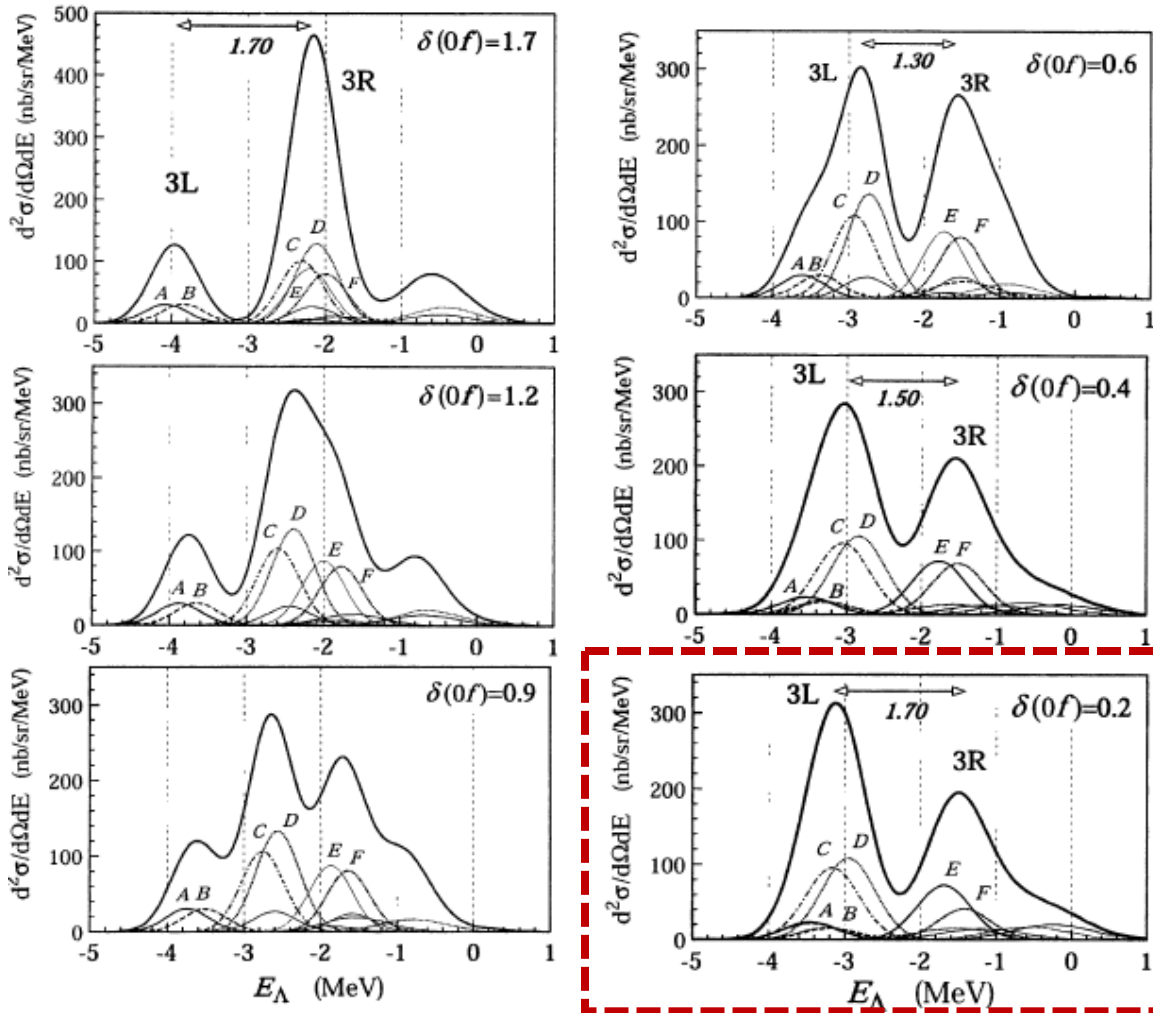 500
400
300
200
100
0
d²σ/dΩdE (nb/sr/MeV)
1.70
δ(0f)=1.7
3L
3R
A
B
C
D
E
F
-5
-4
-3
-2
-1
0
1
300
200
100
0
d²σ/dΩdE (nb/sr/MeV)
δ(0f)=1.2
A
B
C
D
E
F
-5
-4
-3
-2
-1
0
1
300
200
100
0
d²σ/dΩdE (nb/sr/MeV)
δ(0f)=0.9
A
B
C
D
E
F
-5
-4
-3
-2
-1
0
1
E_Λ (MeV)
300
200
100
0
d²σ/dΩdE (nb/sr/MeV)
3L
1.30
3R
δ(0f)=0.6
A
B
C
D
E
F
-5
-4
-3
-2
-1
0
1
300
200
100
0
d²σ/dΩdE (nb/sr/MeV)
3L
1.50
3R
δ(0f)=0.4
A
B
C
D
E
F
-5
-4
-3
-2
-1
0
1
300
200
100
0
d²σ/dΩdE (nb/sr/MeV)
3L
1.70
3R
δ(0f)=0.2
C
D
A
B
E
F
-5
-4
-3
-2
-1
0
1
E_Λ (MeV)